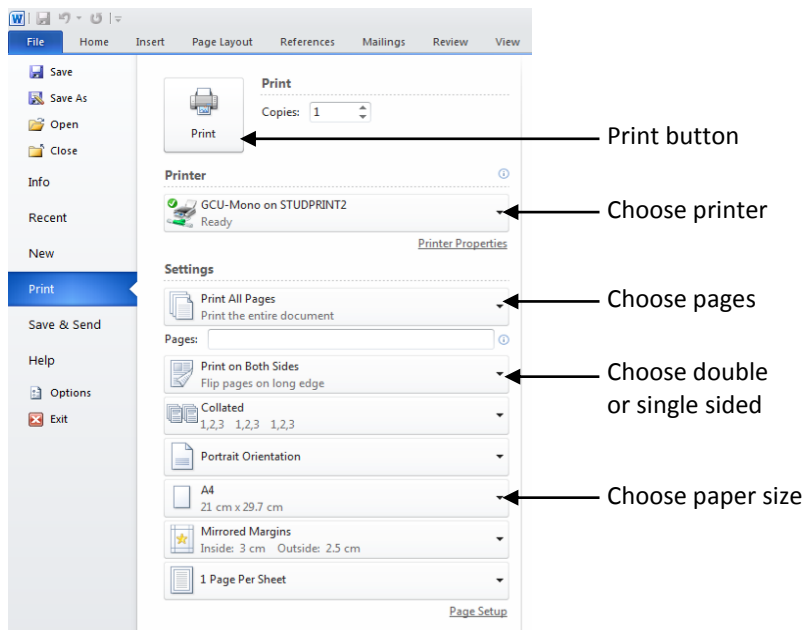 W
File Home Insert Page Layout References Mailings Review View
Save
Save As
Open
Close
Info
Recent
New
Print
Save & Send
Help
Options
Exit
Print
Print
Copies: 1
Printer
GCU-Mono on STUDPRINT2
Ready
Printer Properties
Settings
Print All Pages
Print the entire document
Pages:
Print on Both Sides
Flip pages on long edge
Collated
1,2,3 1,2,3 1,2,3
Portrait Orientation
A4
21 cm x 29.7 cm
Mirrored Margins
Inside: 3 cm Outside: 2.5 cm
1 Page Per Sheet
Page Setup
Print button
Choose printer
Choose pages
Choose double
or single sided
Choose paper size